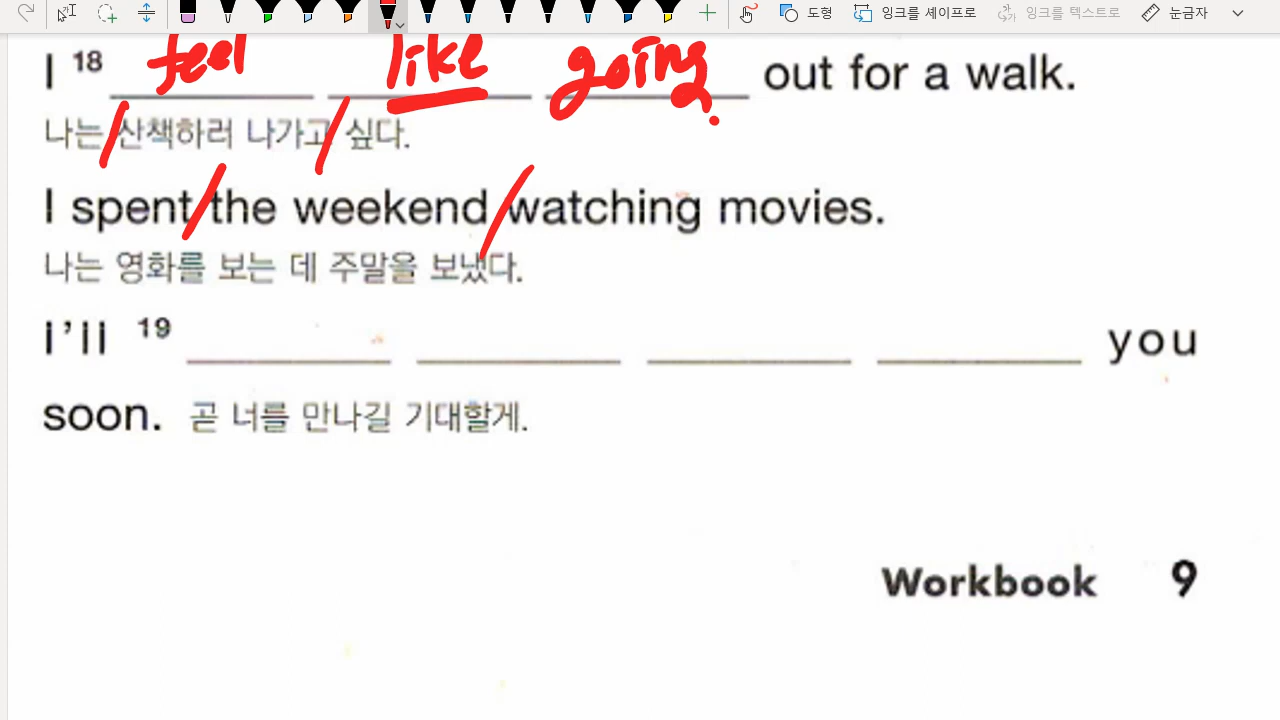 도형 잉크를 셰이프로 잉크를 텍스트로 눈금자
I 18 feel like going out for a walk.
나는 산책하러 나가고 싶다.
I spent the weekend watching movies.
나는 영화를 보는 데 주말을 보냈다.
I'll 19 you
soon. 곧 너를 만나길 기대할게.
Workbook 9